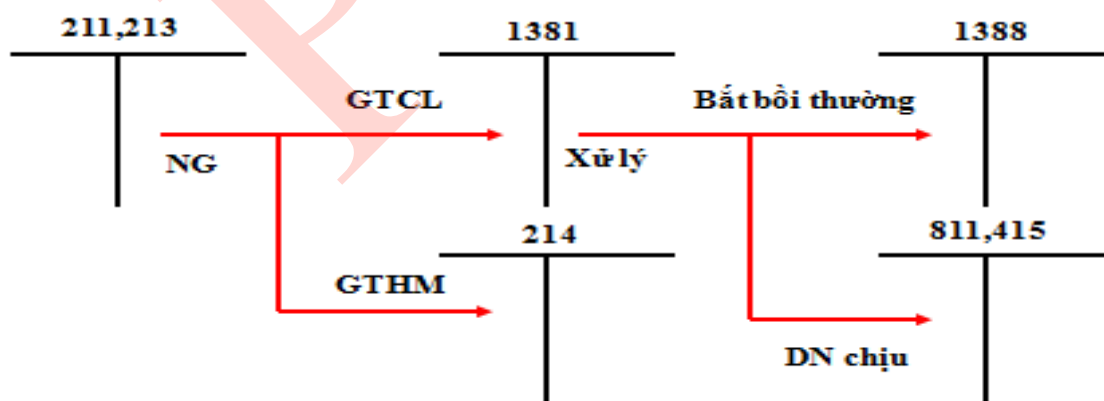 211,213
1381
1388
GTCL
Bắt bồi thường
NG
Xử lý
214
811,415
GTHM
DN chịu